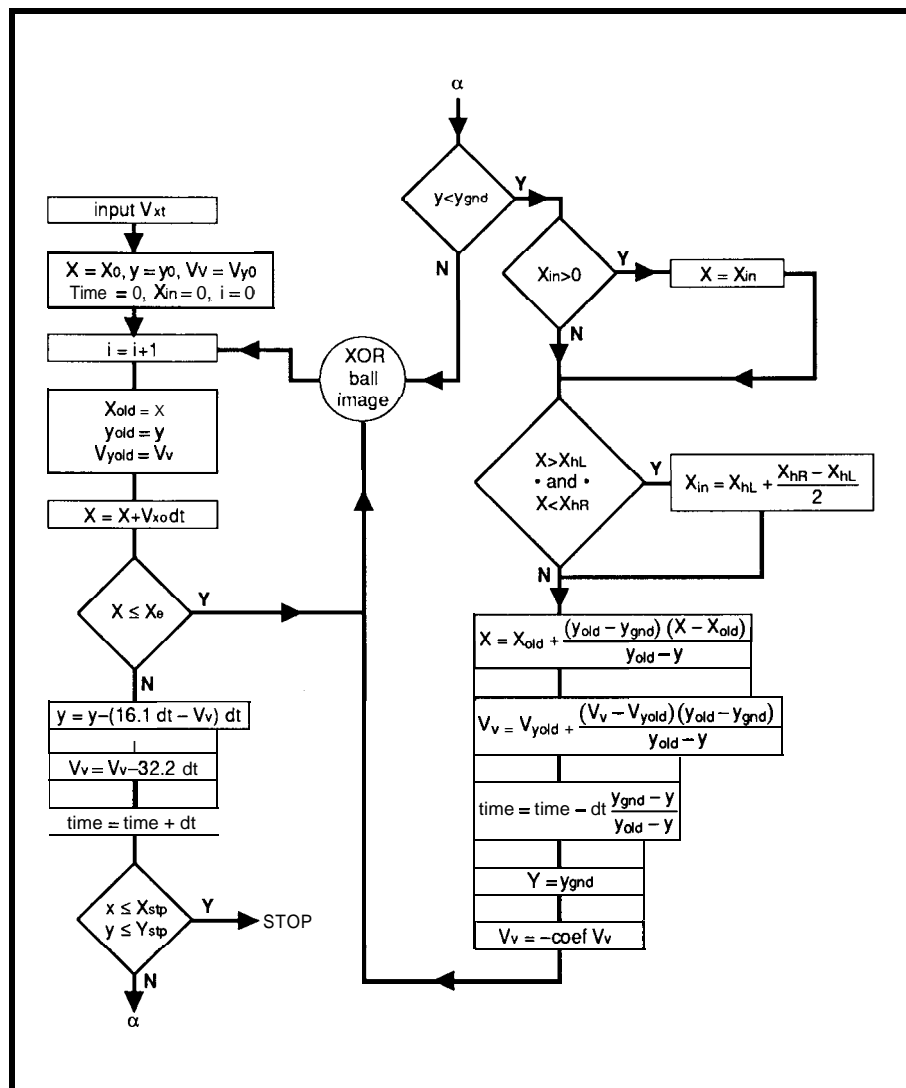 input Vxt
X = X0, y = y0, Vv = Vy0
Time = 0, Xin = 0, i = 0
i = i+1
Xold = x
yold = y
Vyold = Vv
X = X+Vxo dt
X ≤ Xe
Y
N
y = y–(16.1 dt – Vv) dt
Vv = Vv–32.2 dt
time = time + dt
x ≤ Xstp
y ≤ Ystp
Y
STOP
N
α
α
y<ygnd
Y
N
XOR
ball
image
Xin>0
Y
X = Xin
N
X>XhL
• and •
X<XhR
Y
Xin = XhL + (XhR – XhL) / 2
N
X = Xold + (yold – ygnd) (X – Xold) / (yold – y)
Vv = Vyold + (Vv – Vyold) (yold – ygnd) / (yold – y)
time = time – dt (ygnd – y) / (yold – y)
Y = ygnd
Vv = –coef Vv